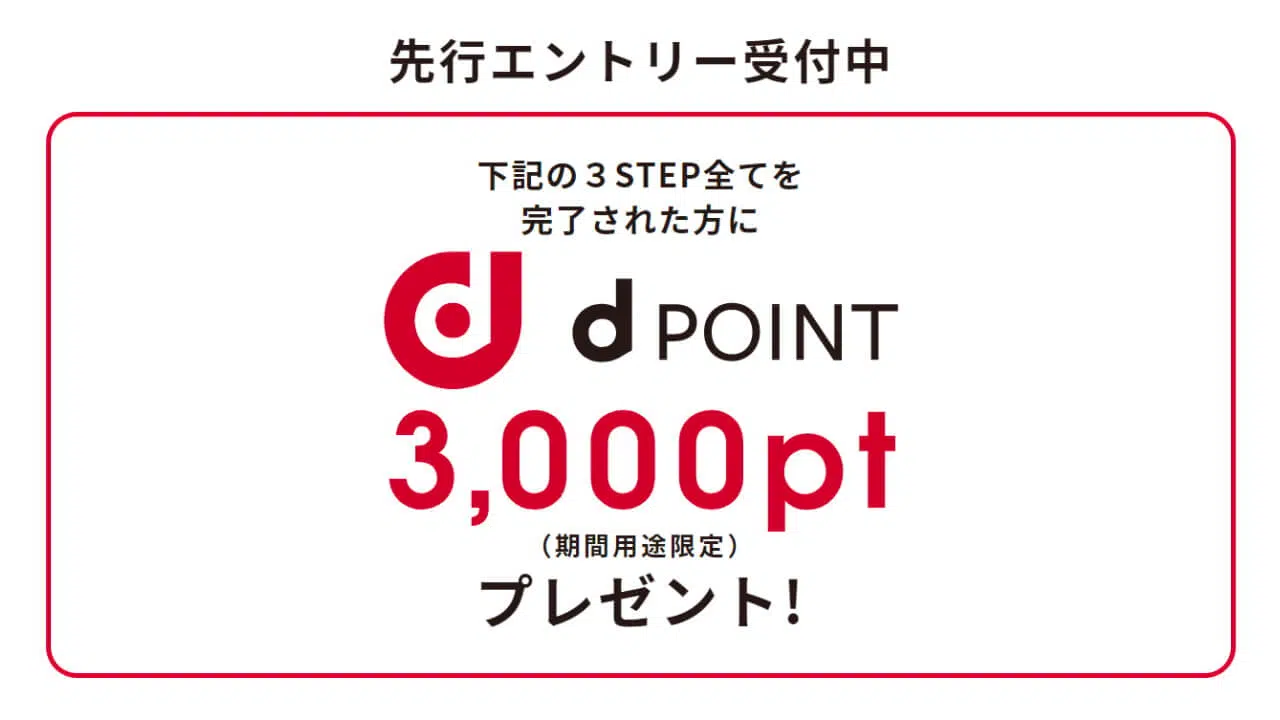 先行エントリー受付中
下記の３STEP全てを
完了された方に
d d POINT
3,000pt
（期間用途限定）
プレゼント!